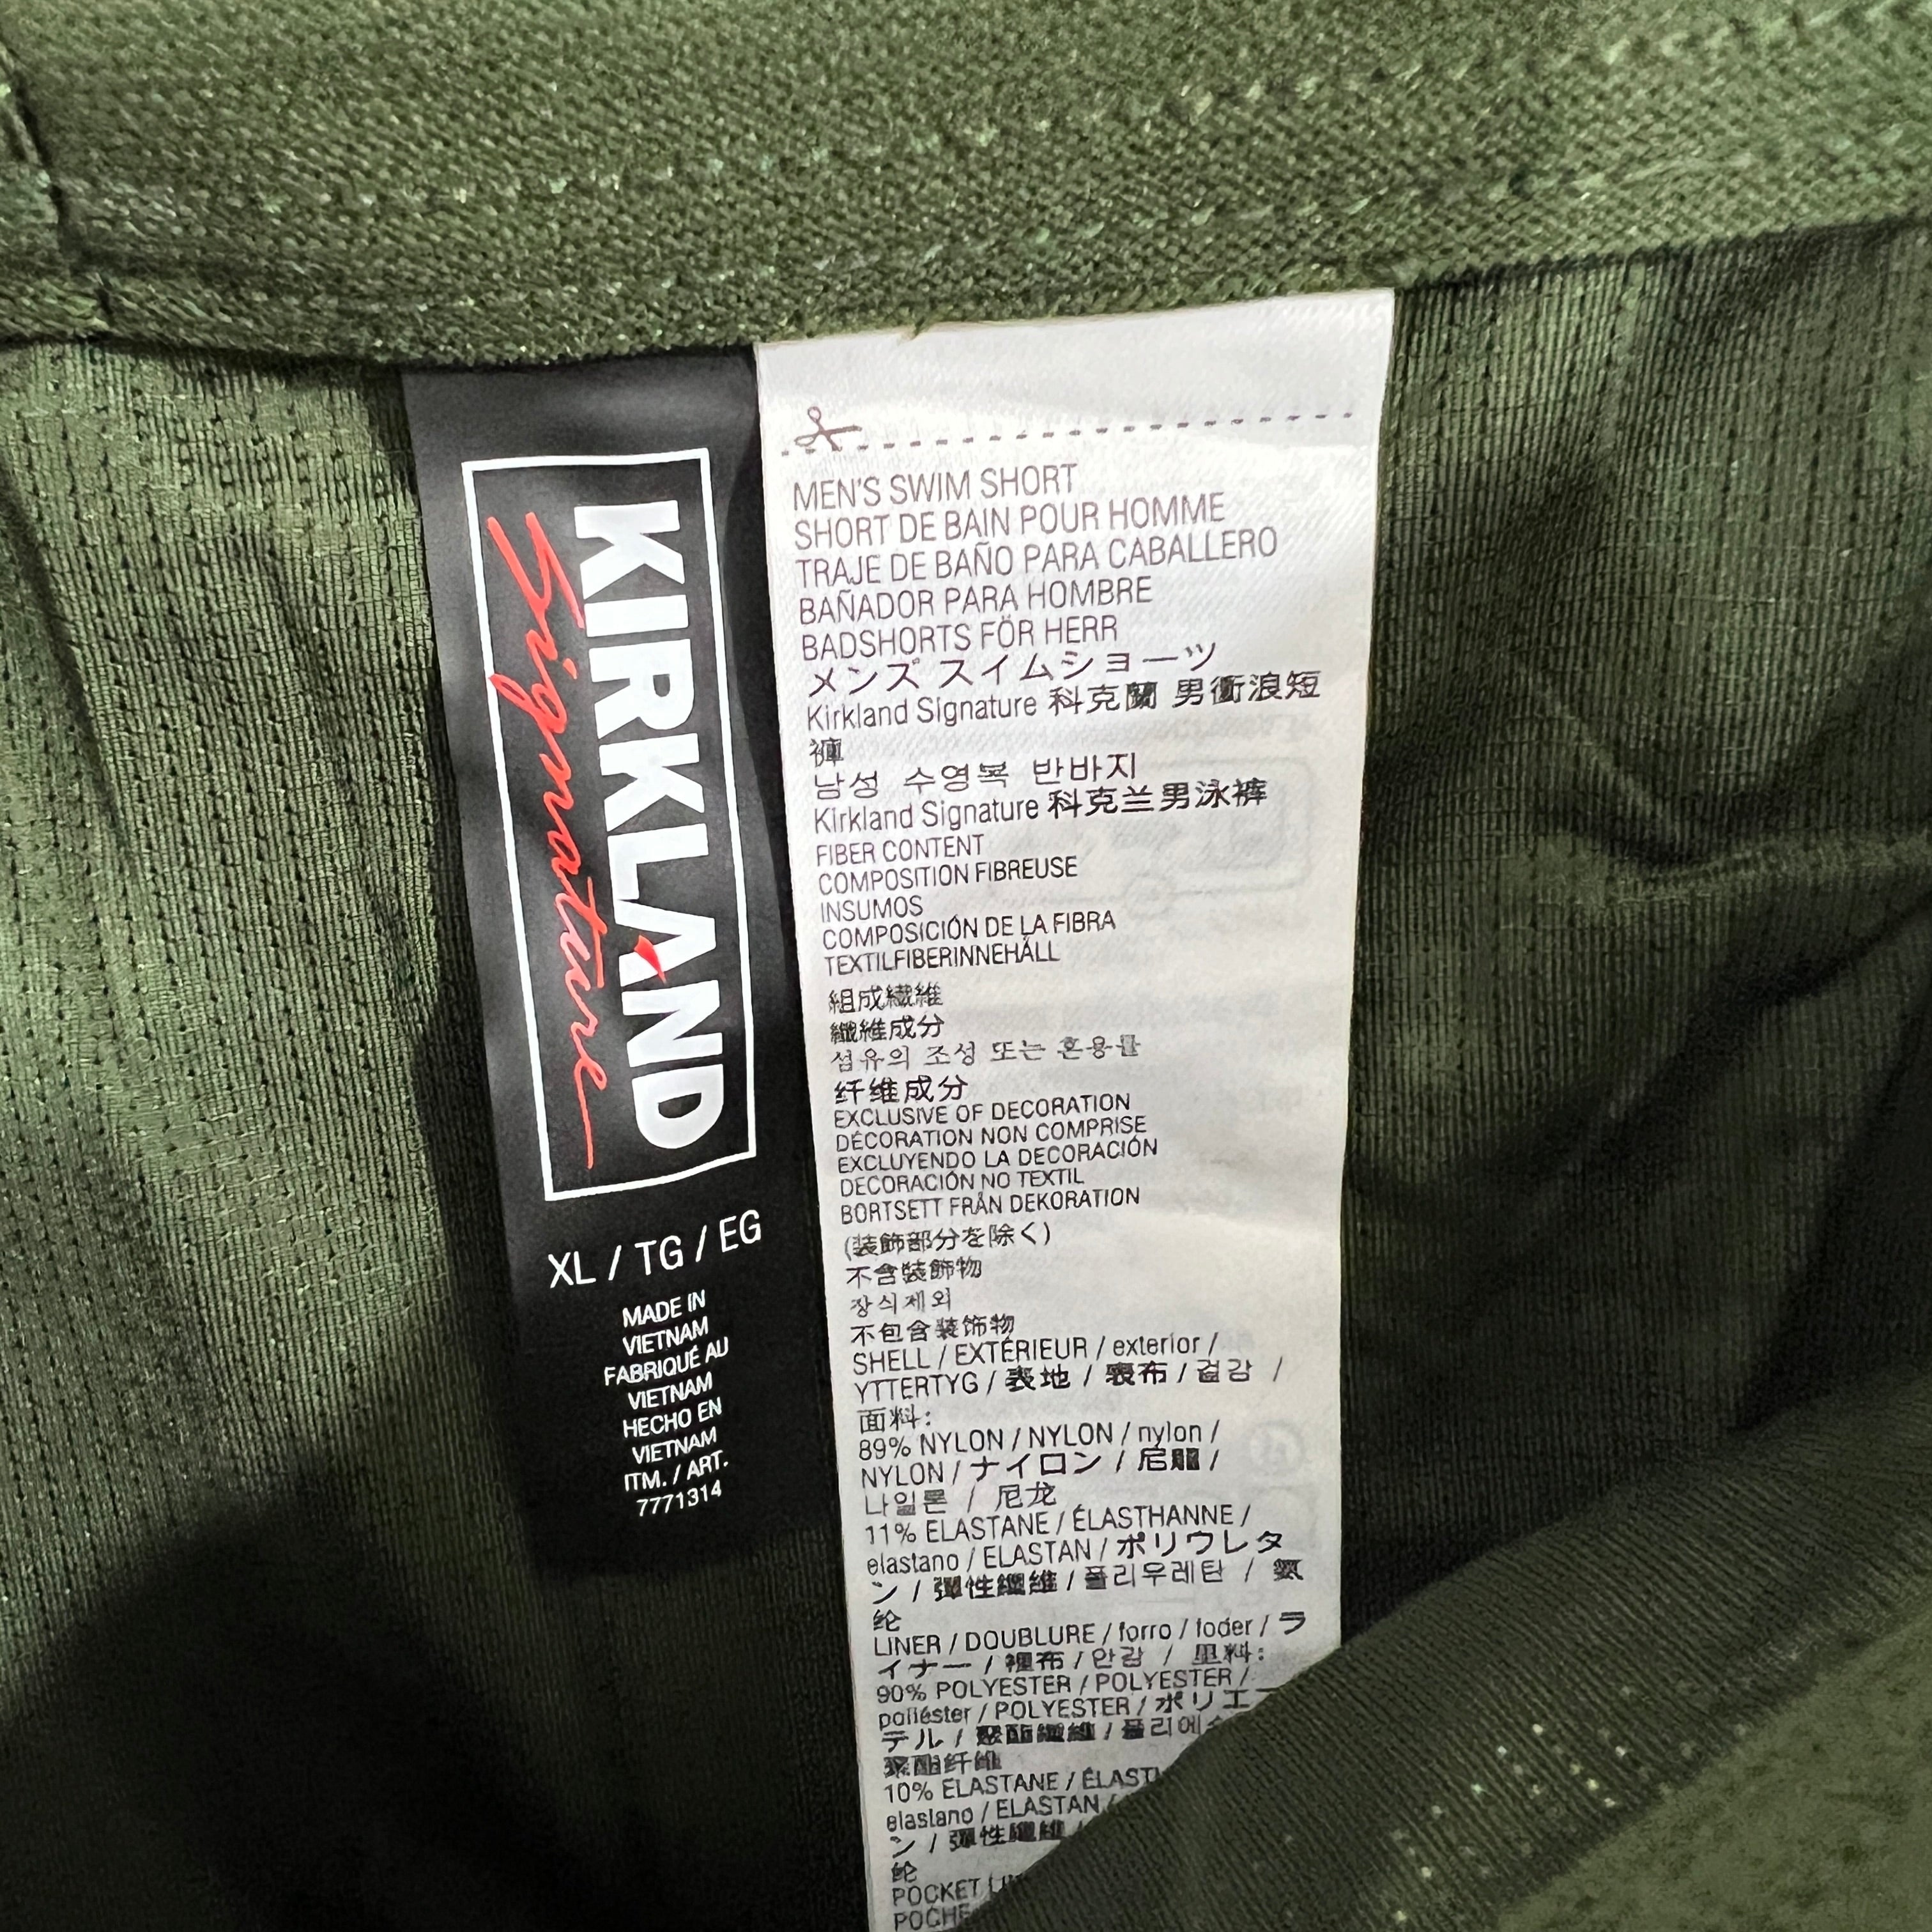 KIRKLAND
Signature
XL / TG / EG
MADE IN
VIETNAM
FABRIQUÉ AU
VIETNAM
HECHO EN
VIETNAM
ITM. / ART.
7771314
MEN'S SWIM SHORT
SHORT DE BAIN POUR HOMME
TRAJE DE BAÑO PARA CABALLERO
BAÑADOR PARA HOMBRE
BADSHORTS FÖR HERR
メンズ スイムショーツ
Kirkland Signature 科克蘭 男衝浪短
褲
남성 수영복 반바지
Kirkland Signature 科克兰男泳裤
FIBER CONTENT
COMPOSITION FIBREUSE
INSUMOS
COMPOSICIÓN DE LA FIBRA
TEXTILFIBERINNEHÅLL
組成繊維
纖維成分
섬유의 조성 또는 혼용률
纤维成分
EXCLUSIVE OF DECORATION
DÉCORATION NON COMPRISE
EXCLUYENDO LA DECORACIÓN
DECORACIÓN NO TEXTIL
BORTSETT FRÅN DEKORATION
(装飾部分を除く)
不含裝飾物
장식제외
不包含装饰物
SHELL / EXTÉRIEUR / exterior /
YTTERTYG / 表地 / 表布 / 겉감 /
面料:
89% NYLON / NYLON / nylon /
NYLON / ナイロン / 尼龍 /
나일론 / 尼龙
11% ELASTANE / ÉLASTHANNE /
elastano / ELASTAN / ポリウレタ
ン / 彈性纖維 / 폴리우레탄 / 氨
纶
LINER / DOUBLURE / forro / foder / ラ
イナー / 裡布 / 안감 / 里料:
90% POLYESTER / POLYESTER /
poliéster / POLYESTER / ポリエー
テル / 聚酯纖維 / 폴리에
聚酯纤维
10% ELASTANE / ÉLAST
elastano / ELASTAN /
ン / 彈性纖維 /
纶
POCKET
POCHE